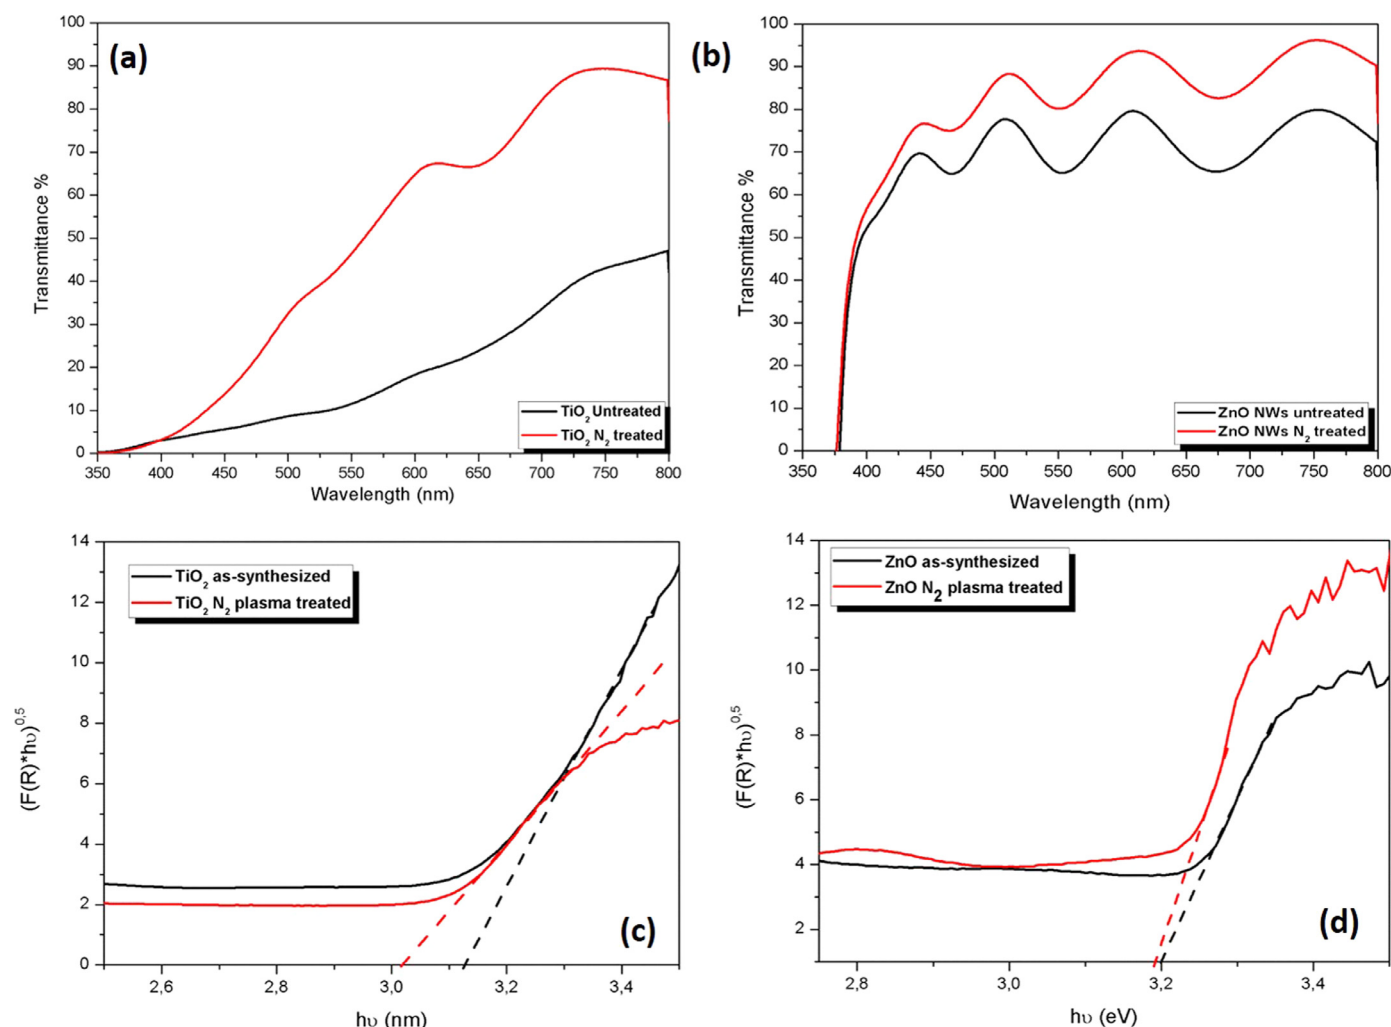 (a)
100
90
80
70
60
50
40
30
20
10
0
Transmittance %
350 400 450 500 550 600 650 700 750 800
Wavelength (nm)
TiO2 Untreated
TiO2 N2 treated
(b)
100
90
80
70
60
50
40
30
20
10
0
Transmittance %
350 400 450 500 550 600 650 700 750 800
Wavelength (nm)
ZnO NWs untreated
ZnO NWs N2 treated
14
12
10
8
6
4
2
0
(F(R)*hυ)^0,5
TiO2 as-synthesized
TiO2 N2 plasma treated
(c)
2,6 2,8 3,0 3,2 3,4
hυ (nm)
14
12
10
8
6
4
2
(F(R)*hυ)^0,5
ZnO as-synthesized
ZnO N2 plasma treated
(d)
2,8 3,0 3,2 3,4
hυ (eV)